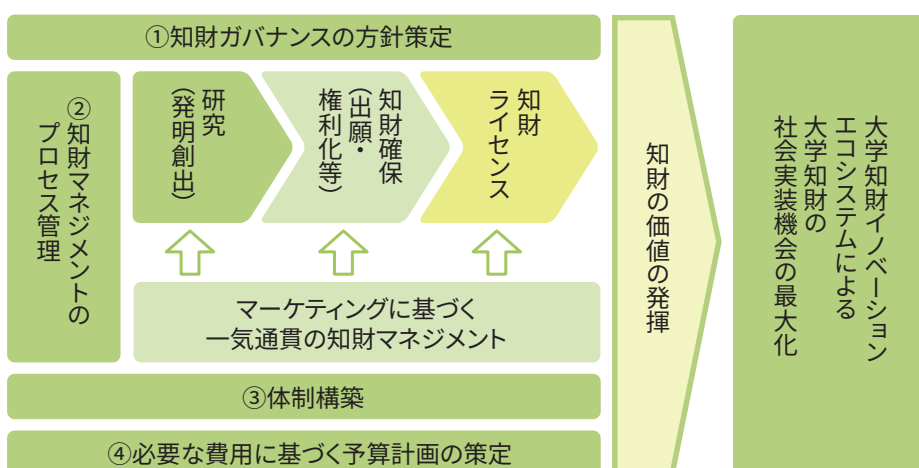 ①知財ガバナンスの方針策定
②知財マネジメントの
プロセス管理
研究
(発明創出)
知財確保
(出願・
権利化等)
知財
ライセンス
マーケティングに基づく
一気通貫の知財マネジメント
③体制構築
④必要な費用に基づく予算計画の策定
知財の価値の発揮
大学知財イノベーション
エコシステムによる
大学知財の
社会実装機会の最大化